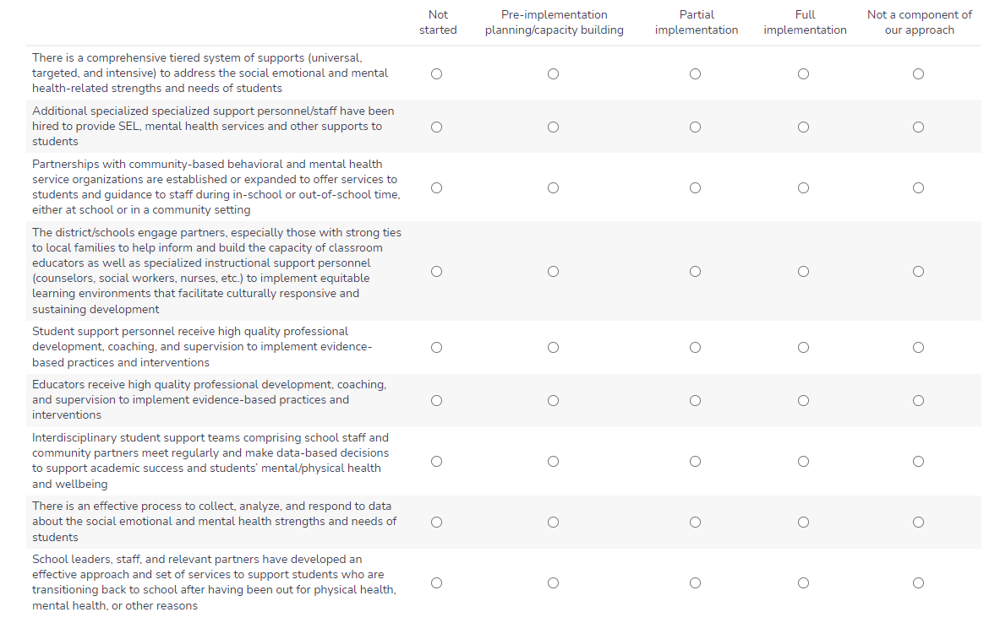 Not started
Pre-implementation planning/capacity building
Partial implementation
Full implementation
Not a component of our approach
There is a comprehensive tiered system of supports (universal,
targeted, and intensive) to address the social emotional and mental
health-related strengths and needs of students
Additional specialized specialized support personnel/staff have been
hired to provide SEL, mental health services and other supports to
students
Partnerships with community-based behavioral and mental health
service organizations are established or expanded to offer services to
students and guidance to staff during in-school or out-of-school time,
either at school or in a community setting
The district/schools engage partners, especially those with strong ties
to local families to help inform and build the capacity of classroom
educators as well as specialized instructional support personnel
(counselors, social workers, nurses, etc.) to implement equitable
learning environments that facilitate culturally responsive and
sustaining development
Student support personnel receive high quality professional
development, coaching, and supervision to implement evidence-
based practices and interventions
Educators receive high quality professional development, coaching,
and supervision to implement evidence-based practices and
interventions
Interdisciplinary student support teams comprising school staff and
community partners meet regularly and make data-based decisions
to support academic success and students' mental/physical health
and wellbeing
There is an effective process to collect, analyze, and respond to data
about the social emotional and mental health strengths and needs of
students
School leaders, staff, and relevant partners have developed an
effective approach and set of services to support students who are
transitioning back to school after having been out for physical health,
mental health, or other reasons